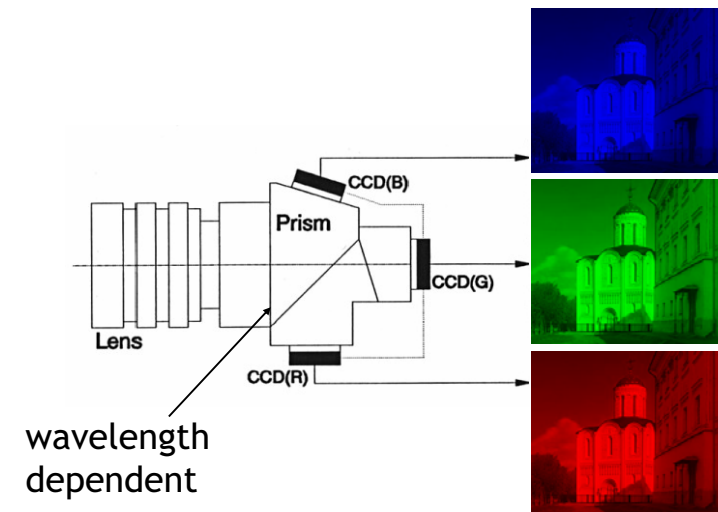 CCD(B)
Prism
CCD(G)
Lens
CCD(R)
wavelength
dependent